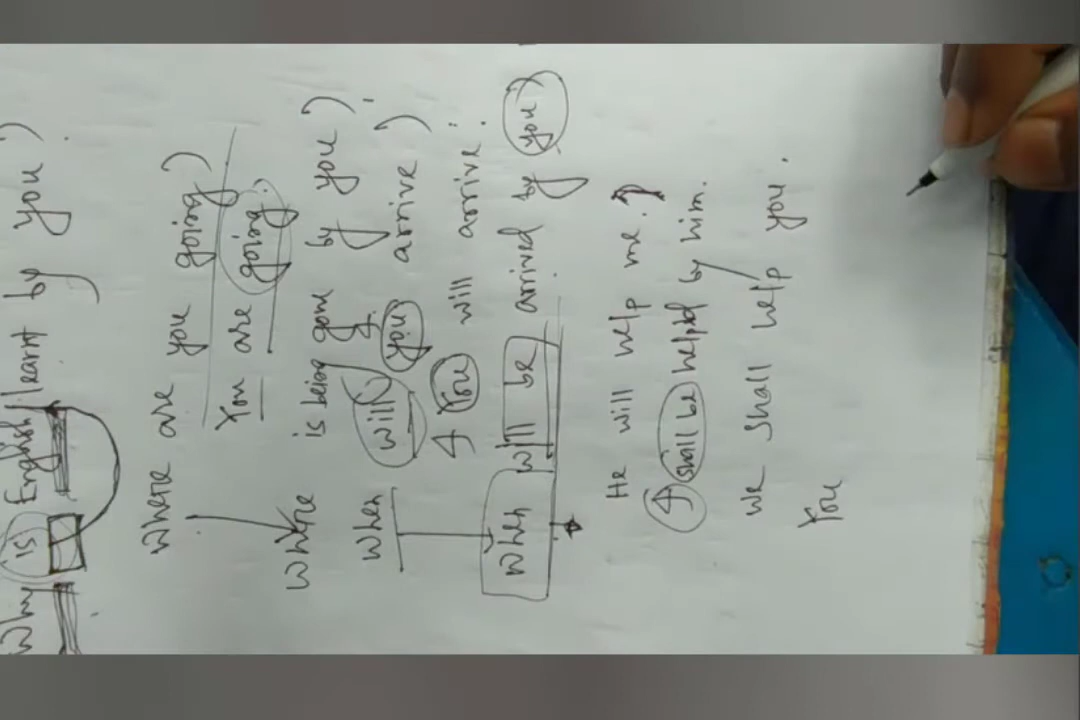 Why is English learnt by you?
Where are you going?
You are going.
Where is being gone by you?
When will you arrive?
I You will arrive.
When will be arrived by you?
He will help me.
I shall be helped by him.
We shall help you.
You